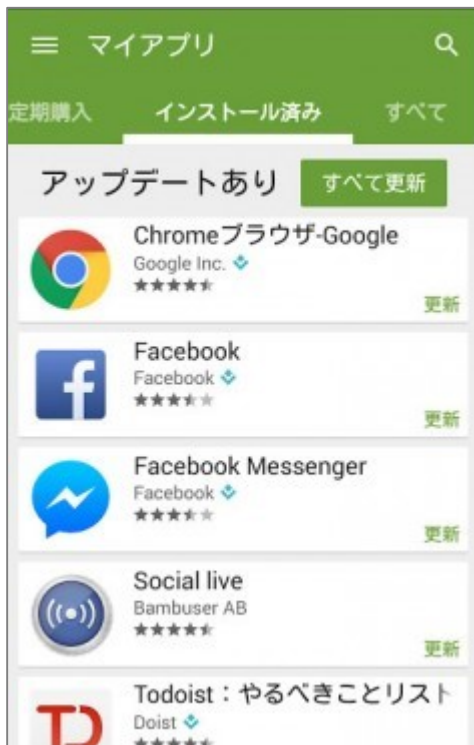 マイアプリ
定期購入 インストール済み すべて
アップデートあり すべて更新
Chromeブラウザ-Google
Google Inc.
更新
Facebook
Facebook
更新
Facebook Messenger
Facebook
更新
Social live
Bambuser AB
更新
Todoist：やるべきことリスト
Doist